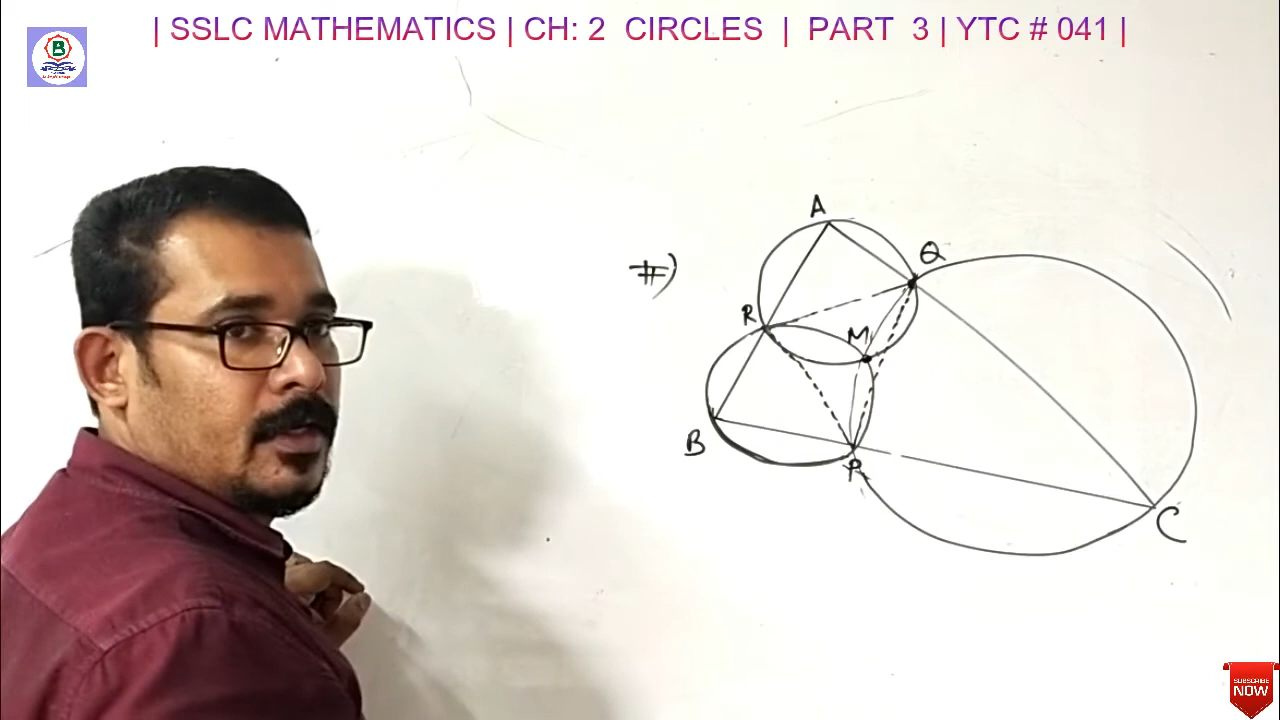 | SSLC MATHEMATICS | CH: 2 CIRCLES | PART 3 | YTC # 041 |
B
A
Q
#)
R
M
B
P
C
SUBSCRIBE
NOW